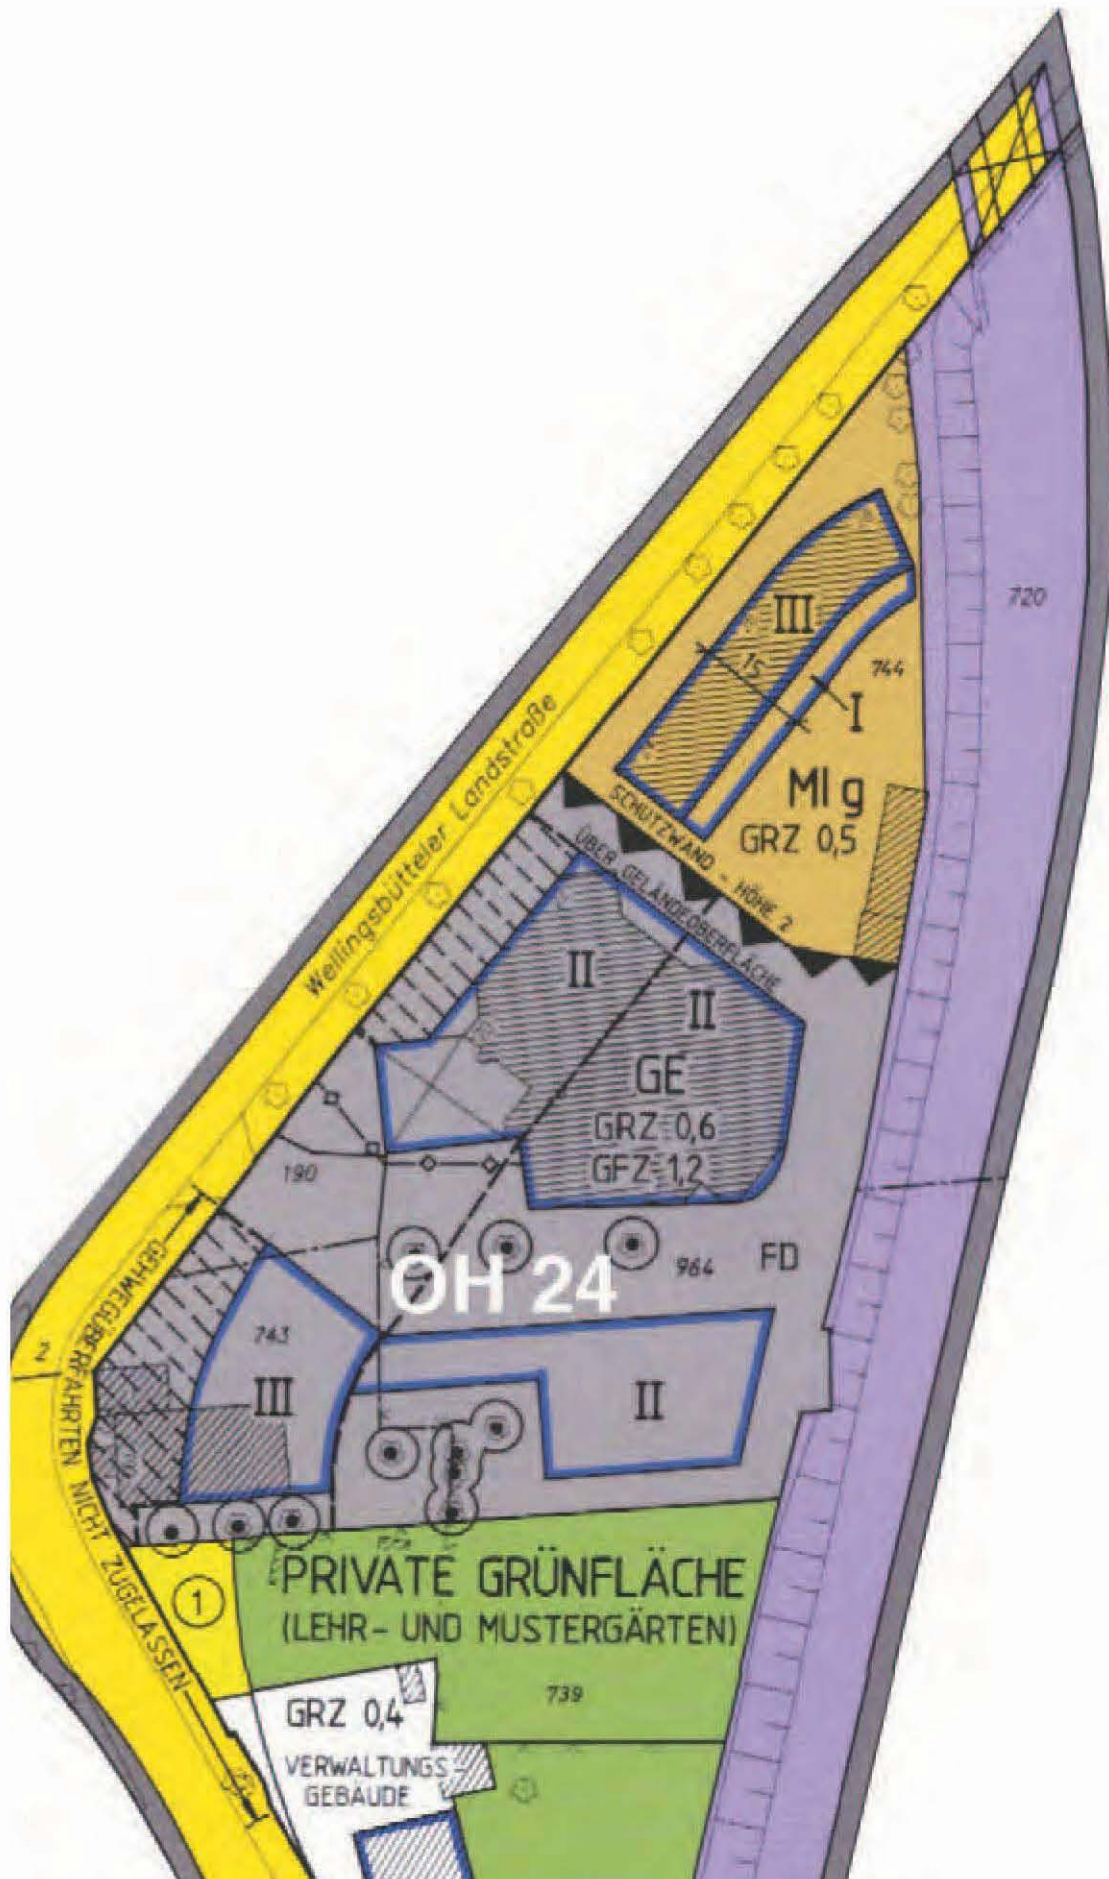 720
III
15
744
I
MI g
GRZ 0,5
Wellingsbütteler Landstraße
SCHUTZWAND - HÖHE 2
ÜBER GELÄNDEOBERFLÄCHE
II
II
GE
GRZ 0,6
GFZ 1,2
190
OH 24
964
FD
GEHWEGÜBERFAHRTEN NICHT ZUGELASSEN
743
III
II
PRIVATE GRÜNFLÄCHE
(LEHR- UND MUSTERGÄRTEN)
1
739
GRZ 0,4
VERWALTUNGS-
GEBÄUDE